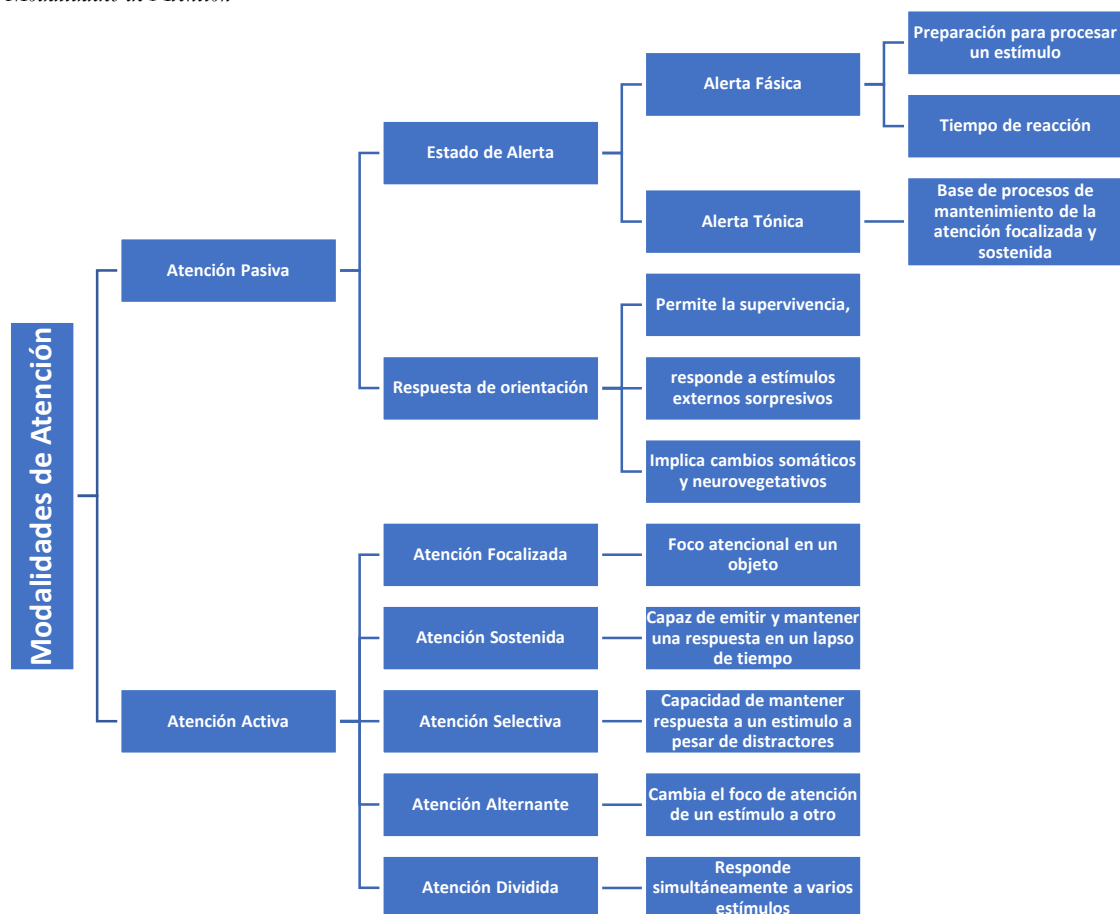 Modalidades de Atención
Atención Pasiva
Estado de Alerta
Alerta Fásica
Preparación para procesar
un estímulo
Tiempo de reacción
Alerta Tónica
Base de procesos de
mantenimiento de la
atención focalizada y
sostenida
Respuesta de orientación
Permite la supervivencia,
responde a estímulos
externos sorpresivos
Implica cambios somáticos
y neurovegetativos
Atención Activa
Atención Focalizada
Foco atencional en un
objeto
Atención Sostenida
Capaz de emitir y mantener
una respuesta en un lapso
de tiempo
Atención Selectiva
Capacidad de mantener
respuesta a un estimulo a
pesar de distractores
Atención Alternante
Cambia el foco de atención
de un estímulo a otro
Atención Dividida
Responde
simultáneamente a varios
estímulos